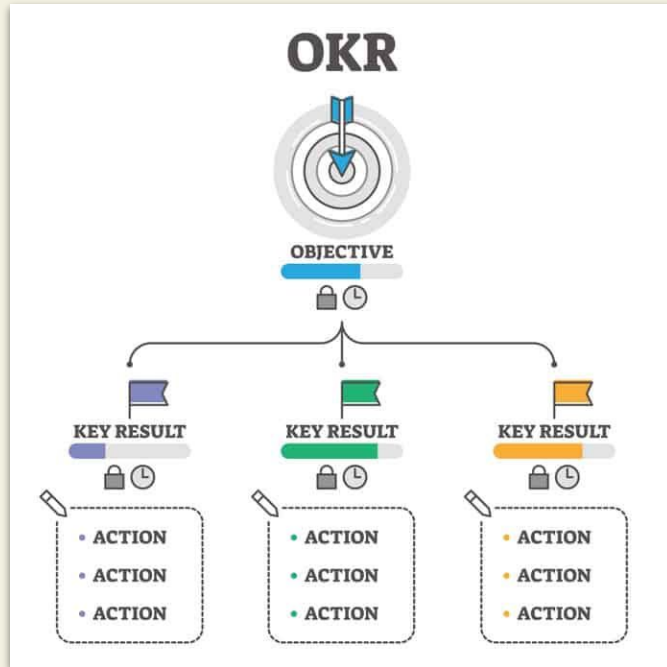 OKR
OBJECTIVE
KEY RESULT
KEY RESULT
KEY RESULT
ACTION
ACTION
ACTION
ACTION
ACTION
ACTION
ACTION
ACTION
ACTION